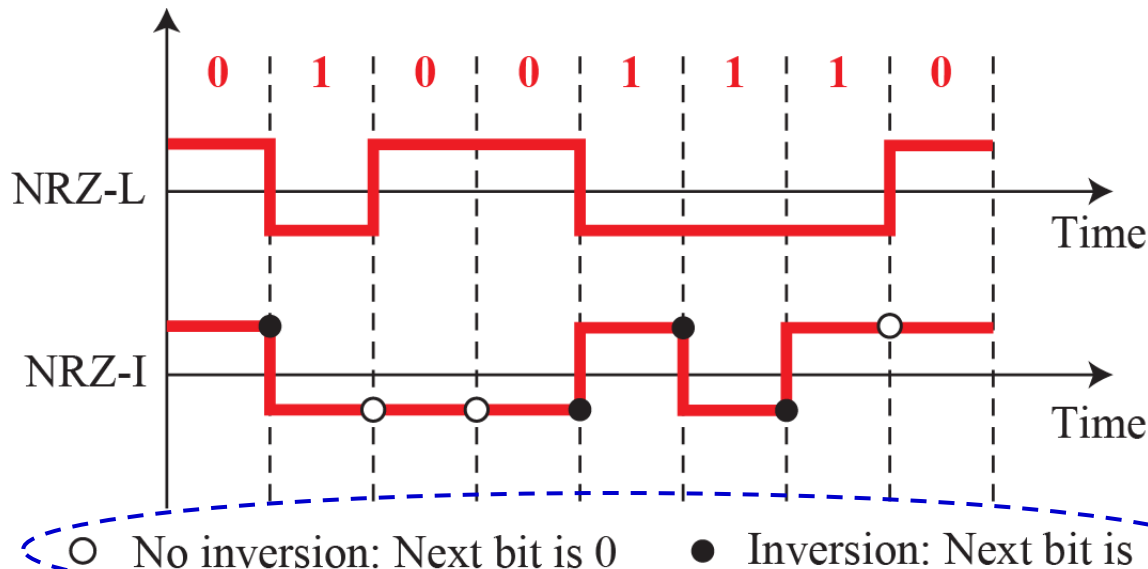 0 1 0 0 1 1 1 0
NRZ-L
Time
NRZ-I
Time
No inversion: Next bit is 0
Inversion: Next bit is